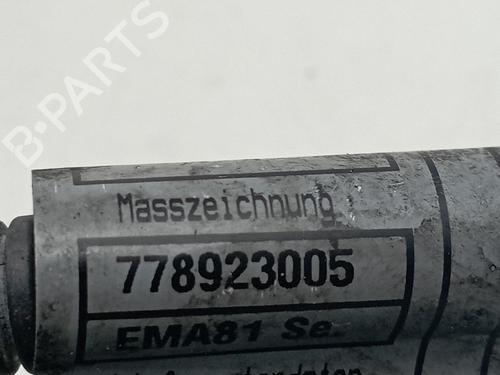 B-PARTS
Masszeichnung
778923005
EMA81 Se